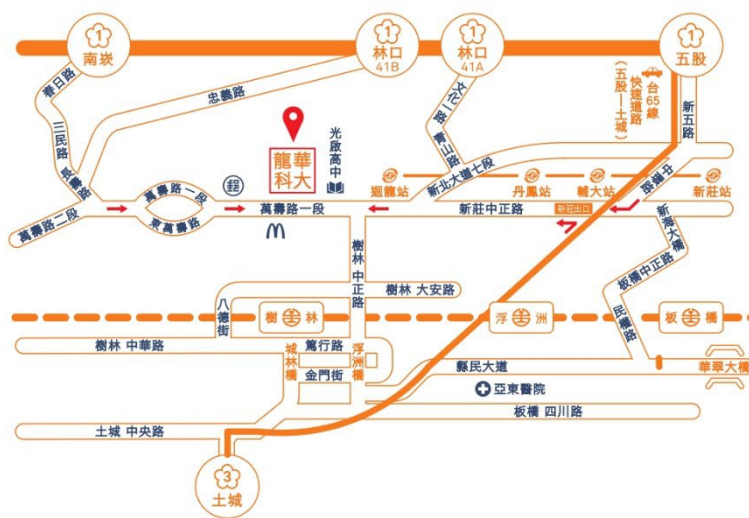 1
南崁
1
林口
41B
1
林口
41A
1
五股
台65線
快速道路
(五股—土城)
新五路
春日路
三民路
長壽路
忠義路
文化一路
青山路
新北大道七段
光啟高中
龍華
科大
迴龍站
丹鳳站
輔大站
新莊站
中環路
萬壽路二段
萬壽路一段
東萬壽路
萬壽路一段
新莊中正路
新莊出口
新海大橋
樹林 中正路
板橋中正路
樹林 大安路
八德街
民權路
樹林
浮洲
板橋
樹林 中華路
篤行路
城林橋
浮洲橋
金門街
縣民大道
華翠大橋
亞東醫院
板橋 四川路
土城 中央路
3
土城